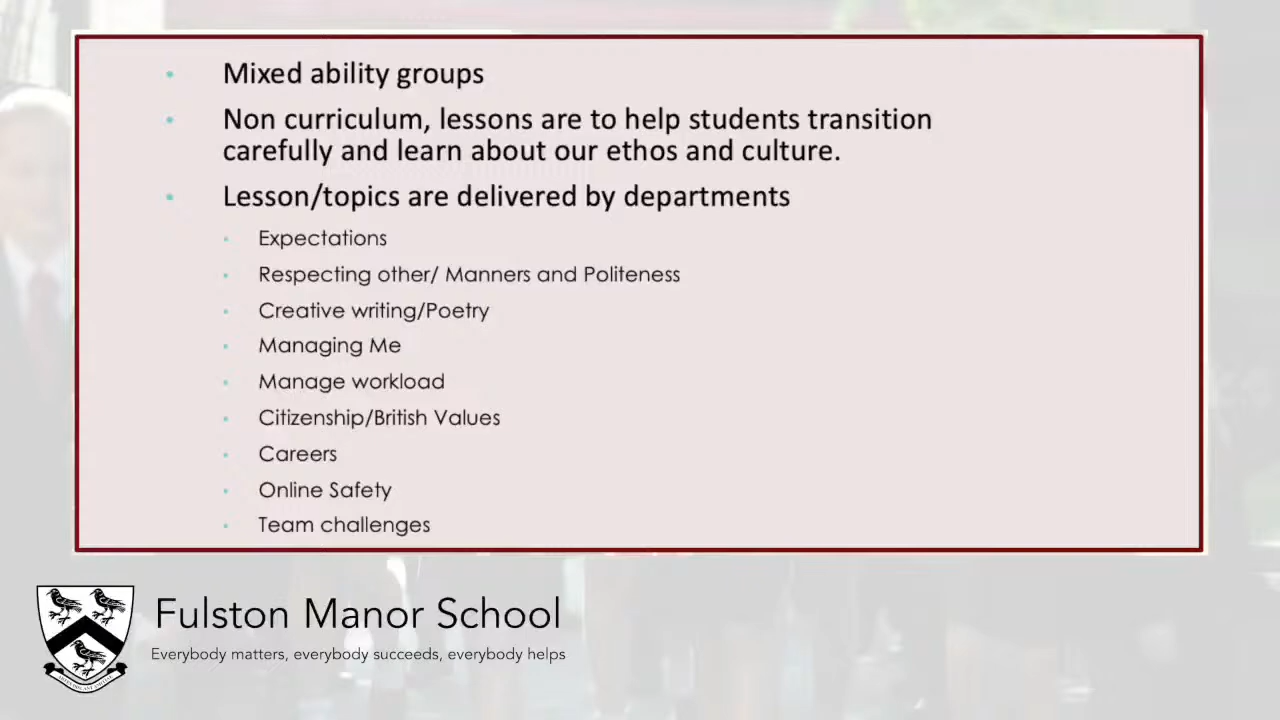 Mixed ability groups
Non curriculum, lessons are to help students transition
carefully and learn about our ethos and culture.
Lesson/topics are delivered by departments
Expectations
Respecting other/ Manners and Politeness
Creative writing/Poetry
Managing Me
Manage workload
Citizenship/British Values
Careers
Online Safety
Team challenges
Fulston Manor School
Everybody matters, everybody succeeds, everybody helps